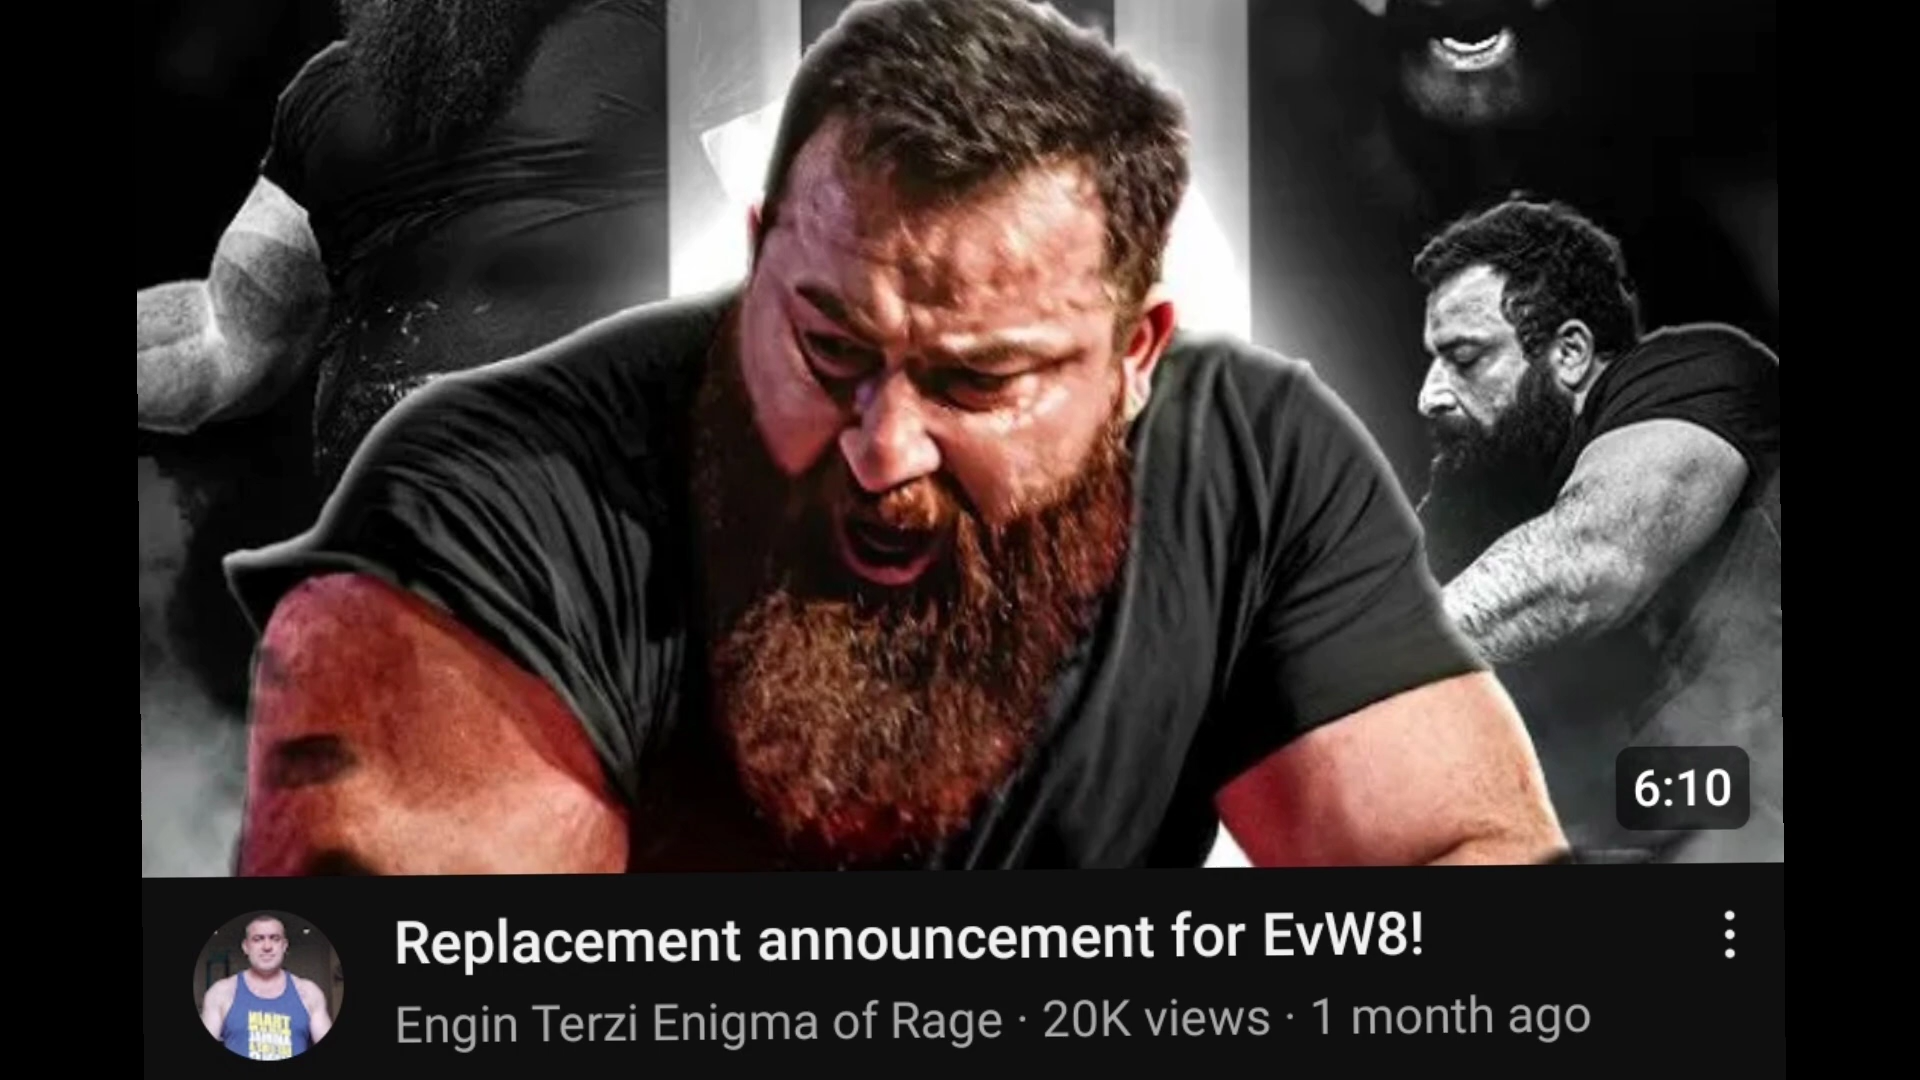 6:10
Replacement announcement for EvW8!
Engin Terzi Enigma of Rage · 20K views · 1 month ago